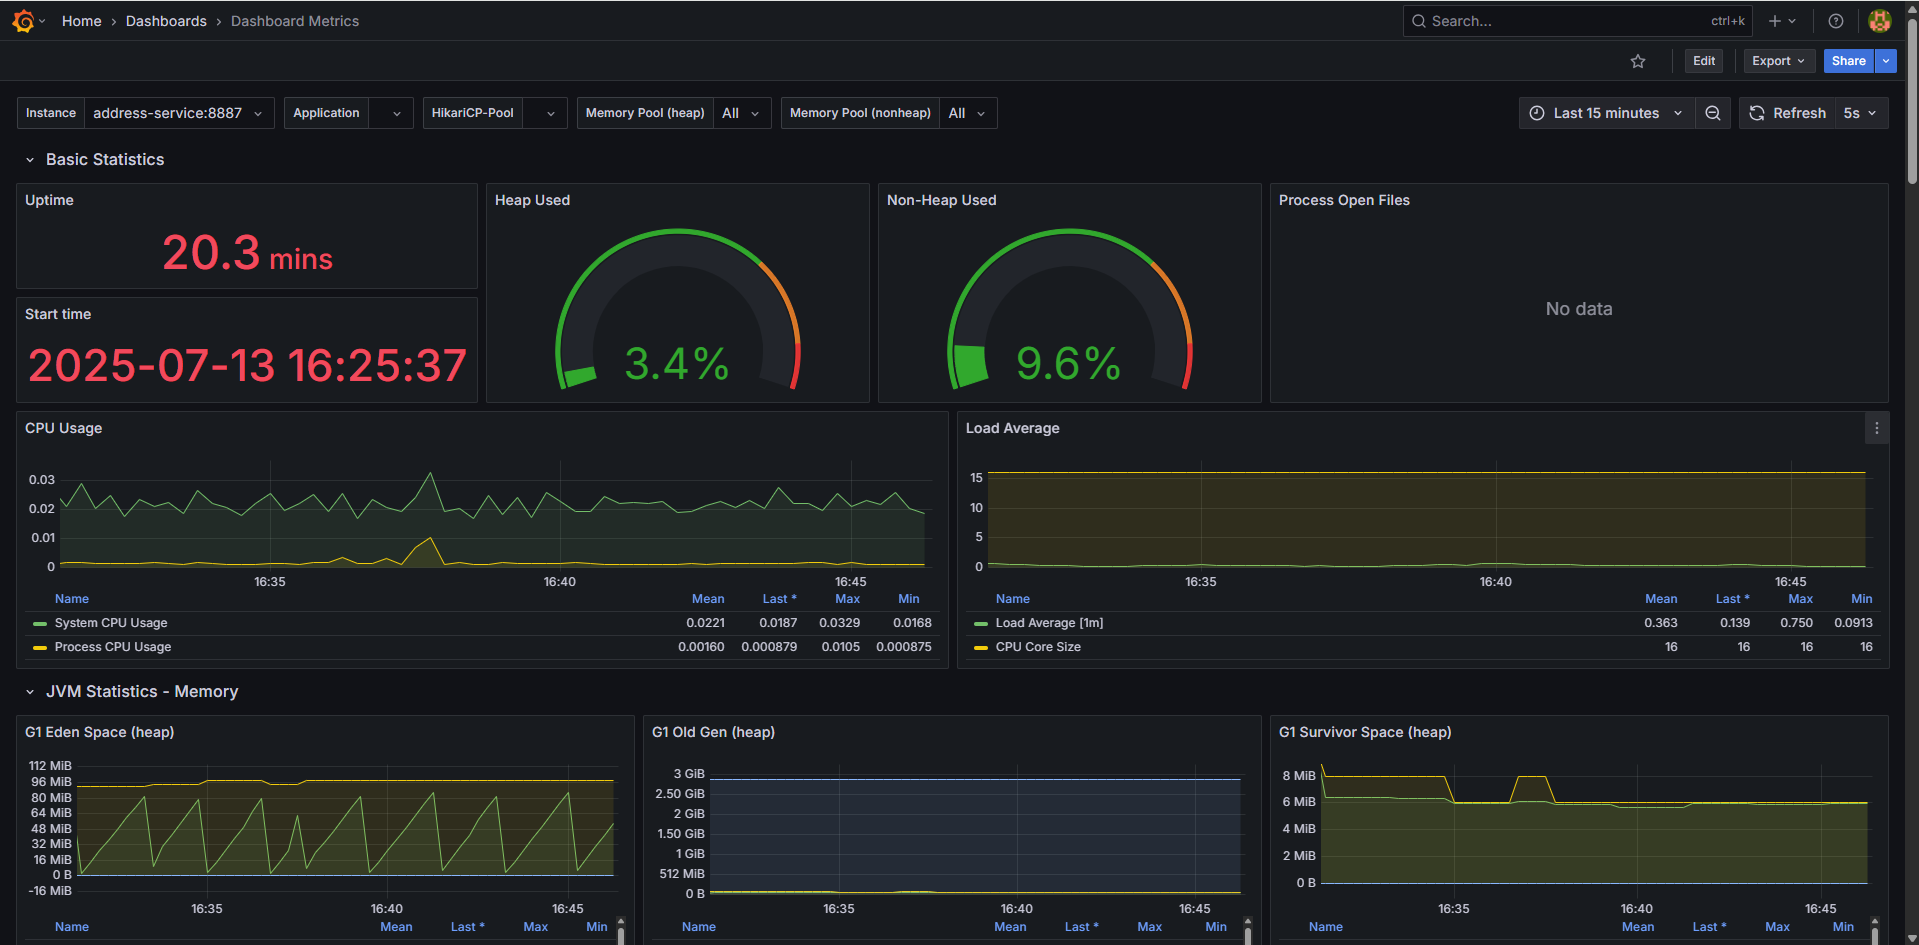 Home › Dashboards › Dashboard Metrics
Search... ctrl+k
Edit Export Share
Instance address-service:8887 Application HikariCP-Pool Memory Pool (heap) All Memory Pool (nonheap) All Last 15 minutes Refresh 5s
Basic Statistics
Uptime
20.3 mins
Start time
2025-07-13 16:25:37
Heap Used
3.4%
Non-Heap Used
9.6%
Process Open Files
No data
CPU Usage
0.03
0.02
0.01
0
16:35 16:40 16:45
Name Mean Last * Max Min
System CPU Usage 0.0221 0.0187 0.0329 0.0168
Process CPU Usage 0.00160 0.000879 0.0105 0.000875
Load Average
15
10
5
0
16:35 16:40 16:45
Name Mean Last * Max Min
Load Average [1m] 0.363 0.139 0.750 0.0913
CPU Core Size 16 16 16 16
JVM Statistics - Memory
G1 Eden Space (heap)
112 MiB
96 MiB
80 MiB
64 MiB
48 MiB
32 MiB
16 MiB
0 B
-16 MiB
16:35 16:40 16:45
Name Mean Last * Max Min
G1 Old Gen (heap)
3 GiB
2.50 GiB
2 GiB
1.50 GiB
1 GiB
512 MiB
0 B
16:35 16:40 16:45
Name Mean Last * Max Min
G1 Survivor Space (heap)
8 MiB
6 MiB
4 MiB
2 MiB
0 B
16:35 16:40 16:45
Name Mean Last * Max Min